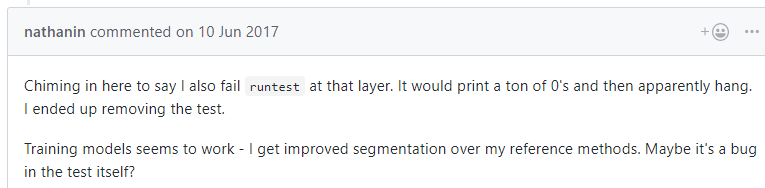 nathanin commented on 10 Jun 2017
Chiming in here to say I also fail runtest at that layer. It would print a ton of 0's and then apparently hang.
I ended up removing the test.
Training models seems to work - I get improved segmentation over my reference methods. Maybe it's a bug
in the test itself?